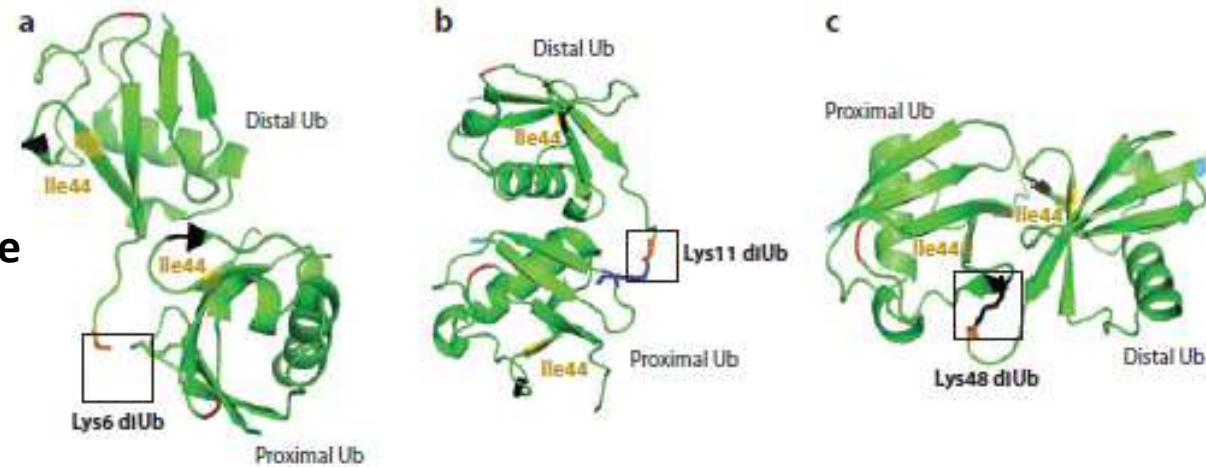 a
Distal Ub
Ile44
e
Ile44
Lys6 diUb
Proximal Ub
b
Distal Ub
Ile44
Lys11 diUb
Ile44
Proximal Ub
c
Proximal Ub
Ile44
Ile44
Lys48 diUb
Distal Ub